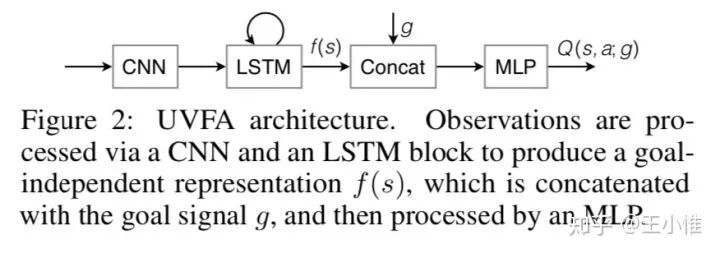 CNN LSTM f(s) Concat g MLP Q(s, a; g)
Figure 2: UVFA architecture. Observations are pro-
cessed via a CNN and an LSTM block to produce a goal-
independent representation f(s), which is concatenated
with the goal signal g, and then processed by an MLP.
知乎 @王小惟